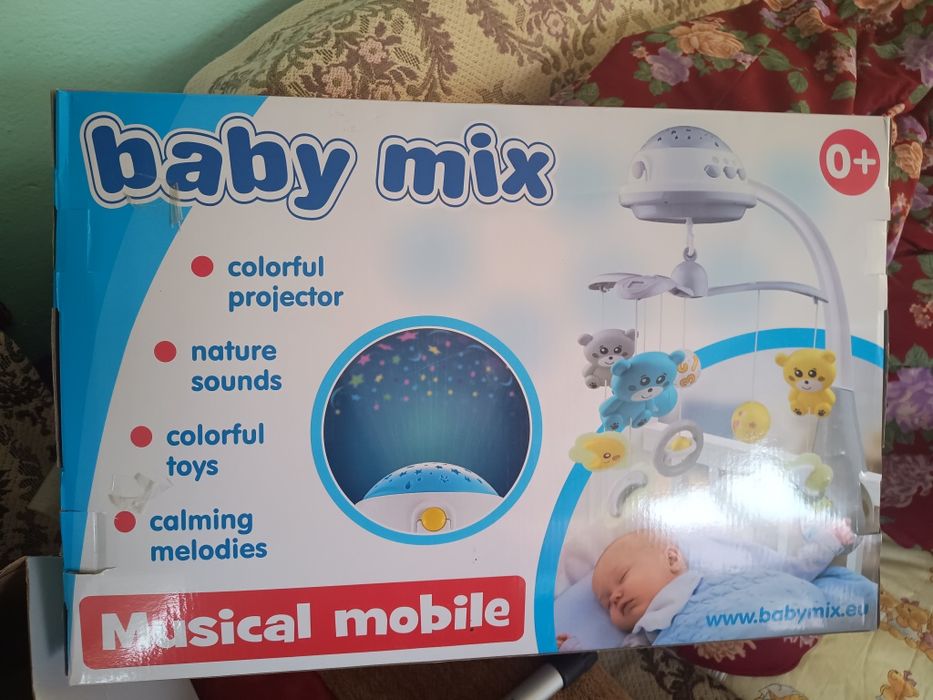 baby mix
0+
colorful
projector
nature
sounds
colorful
toys
calming
melodies
Musical mobile
www.babymix.eu